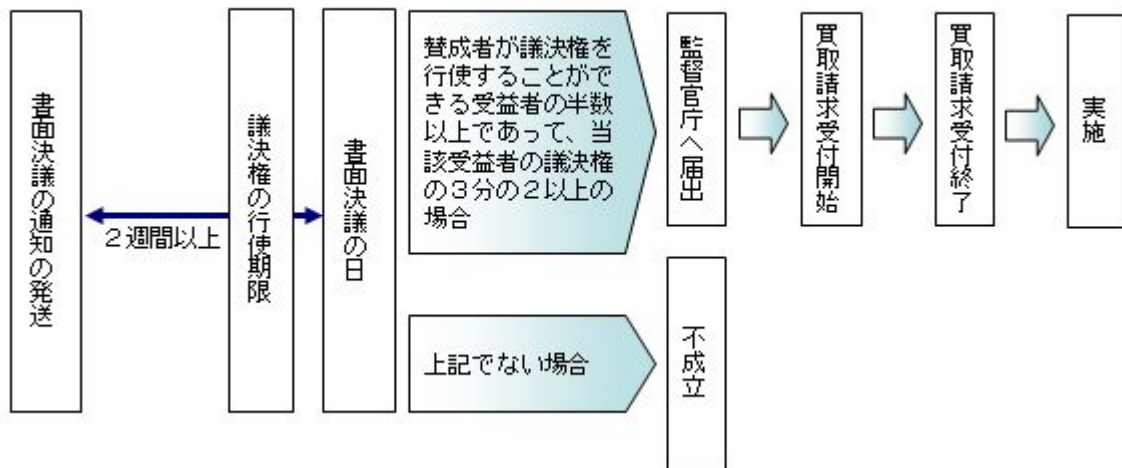 書面決議の通知の発送
２週間以上
議決権の行使期限
書面決議の日
賛成者が議決権を
行使することがで
きる受益者の半数
以上であって、当
該受益者の議決権
の３分の２以上の
場合
監督官庁へ届出
買取請求受付開始
買取請求受付終了
実施
上記でない場合
不成立